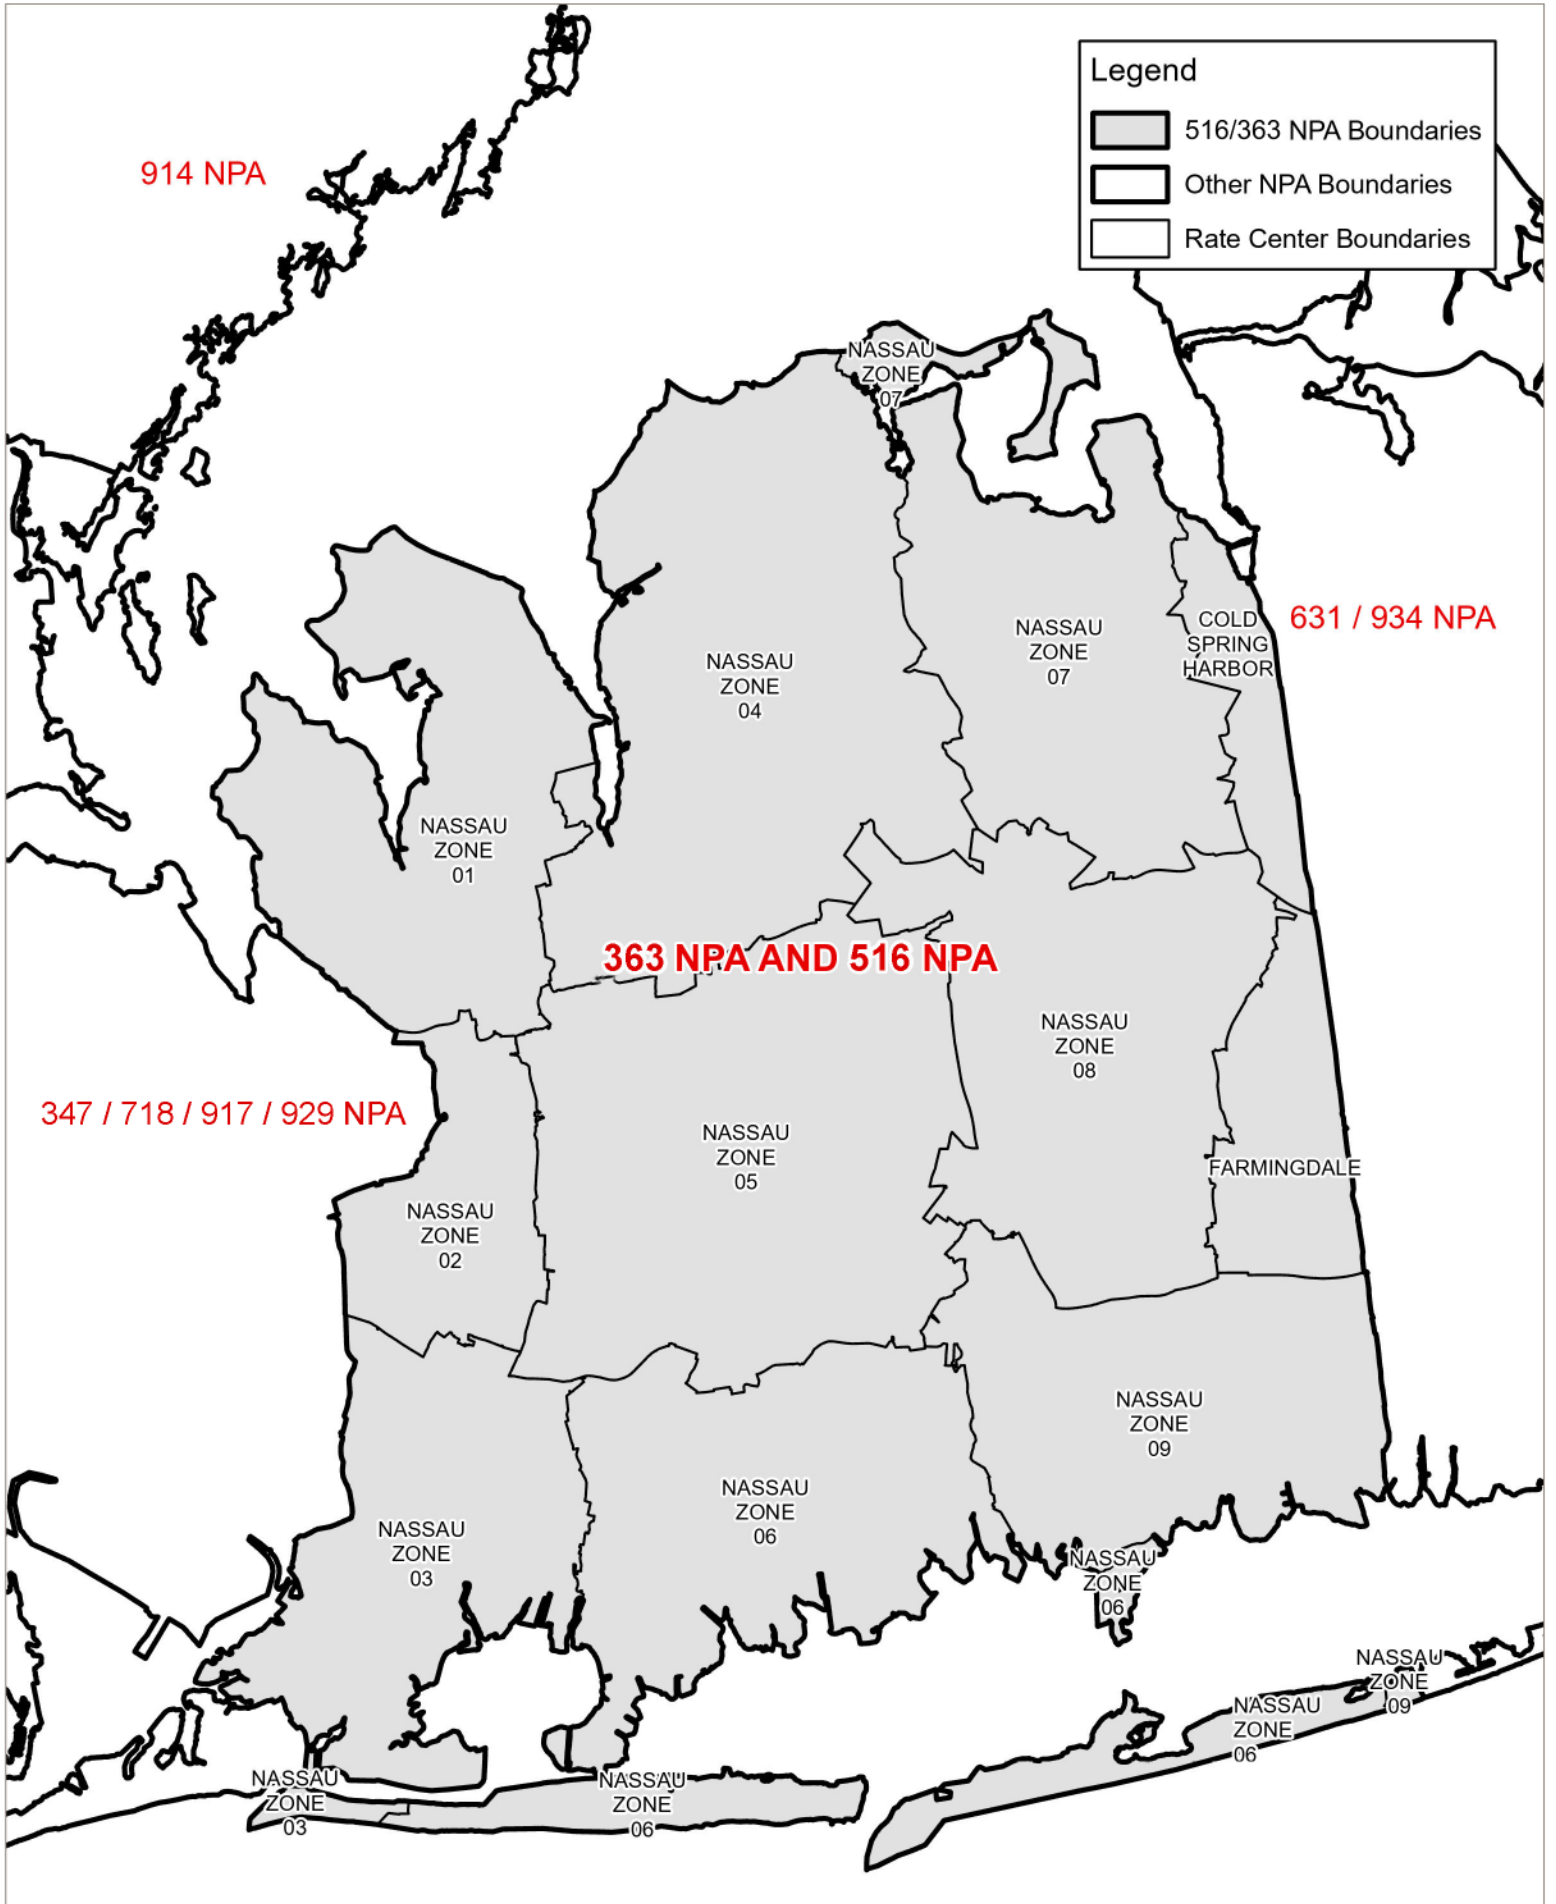 Legend
516/363 NPA Boundaries
Other NPA Boundaries
Rate Center Boundaries
914 NPA
NASSAU
ZONE
07
631 / 934 NPA
COLD
SPRING
HARBOR
NASSAU
ZONE
07
NASSAU
ZONE
04
NASSAU
ZONE
01
363 NPA AND 516 NPA
NASSAU
ZONE
08
347 / 718 / 917 / 929 NPA
NASSAU
ZONE
05
FARMINGDALE
NASSAU
ZONE
02
NASSAU
ZONE
09
NASSAU
ZONE
06
NASSAU
ZONE
03
NASSAU
ZONE
06
NASSAU
ZONE
09
NASSAU
ZONE
06
NASSAU
ZONE
03
NASSAU
ZONE
06